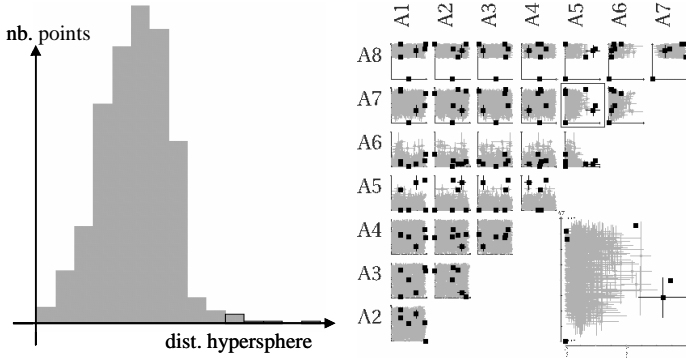 nb. points
dist. hypersphere
A1 A2 A3 A4 A5 A6 A7
A8
A7
A6
A5
A4
A3
A2